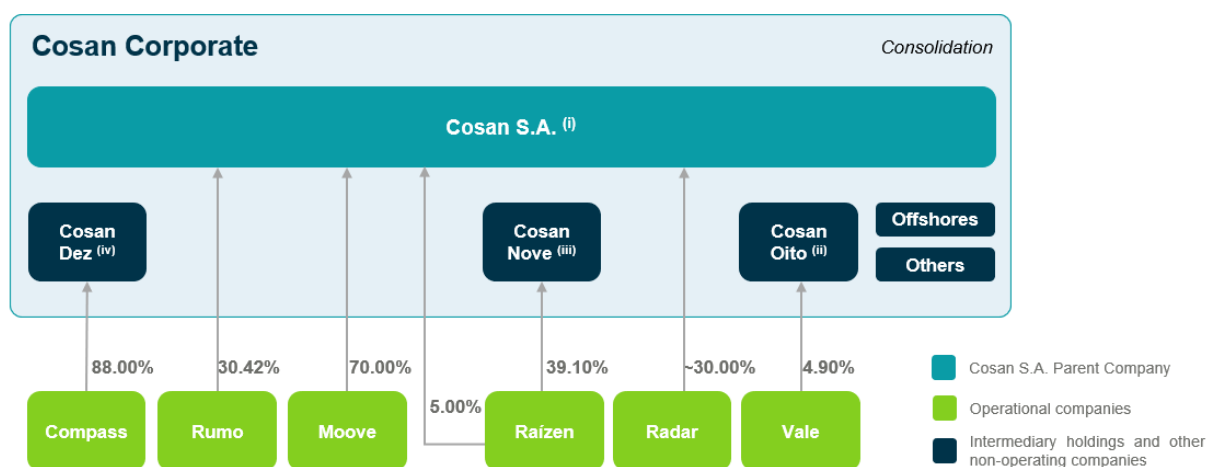 Cosan Corporate
Consolidation
Cosan S.A. (i)
Cosan
Dez (iv)
Cosan
Nove (iii)
Cosan
Oito (ii)
Offshores
Others
88.00%
30.42%
70.00%
5.00%
39.10%
~30.00%
4.90%
Compass
Rumo
Moove
Raízen
Radar
Vale
Cosan S.A. Parent Company
Operational companies
Intermediary holdings and other
non-operating companies